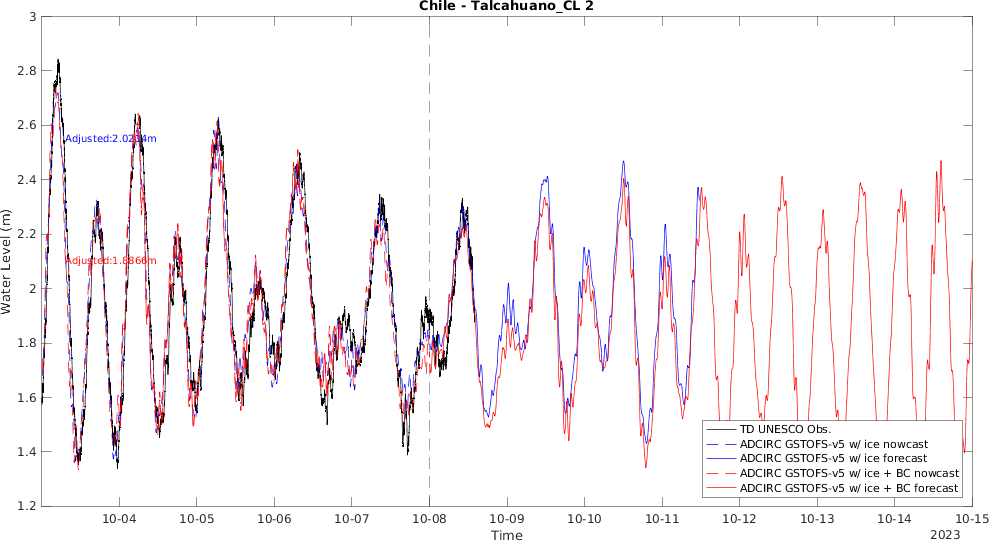 Chile - Talcahuano_CL 2
3
2.8
2.6
2.4
2.2
2
1.8
1.6
1.4
1.2
Water Level (m)
Adjusted:2.0214m
Adjusted:1.8866m
TD UNESCO Obs.
ADCIRC GSTOFS-v5 w/ ice nowcast
ADCIRC GSTOFS-v5 w/ ice forecast
ADCIRC GSTOFS-v5 w/ ice + BC nowcast
ADCIRC GSTOFS-v5 w/ ice + BC forecast
10-04 10-05 10-06 10-07 10-08 10-09 10-10 10-11 10-12 10-13 10-14 10-15
Time
2023